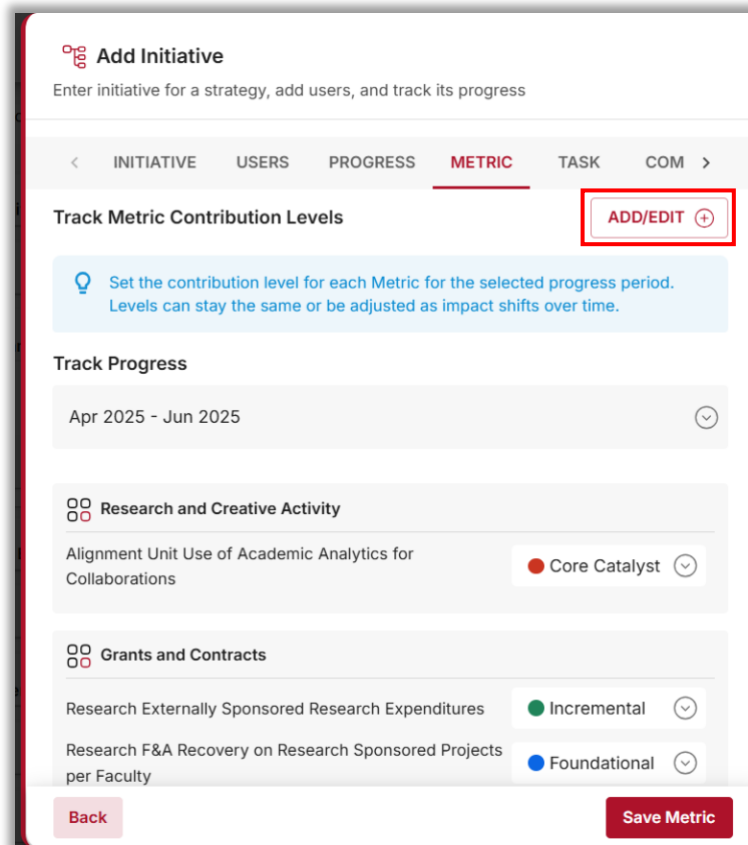 Add Initiative
Enter initiative for a strategy, add users, and track its progress
INITIATIVE USERS PROGRESS METRIC TASK COM
Track Metric Contribution Levels
ADD/EDIT
Set the contribution level for each Metric for the selected progress period.
Levels can stay the same or be adjusted as impact shifts over time.
Track Progress
Apr 2025 - Jun 2025
Research and Creative Activity
Alignment Unit Use of Academic Analytics for
Collaborations
Core Catalyst
Grants and Contracts
Research Externally Sponsored Research Expenditures
Incremental
Research F&A Recovery on Research Sponsored Projects
per Faculty
Foundational
Back
Save Metric